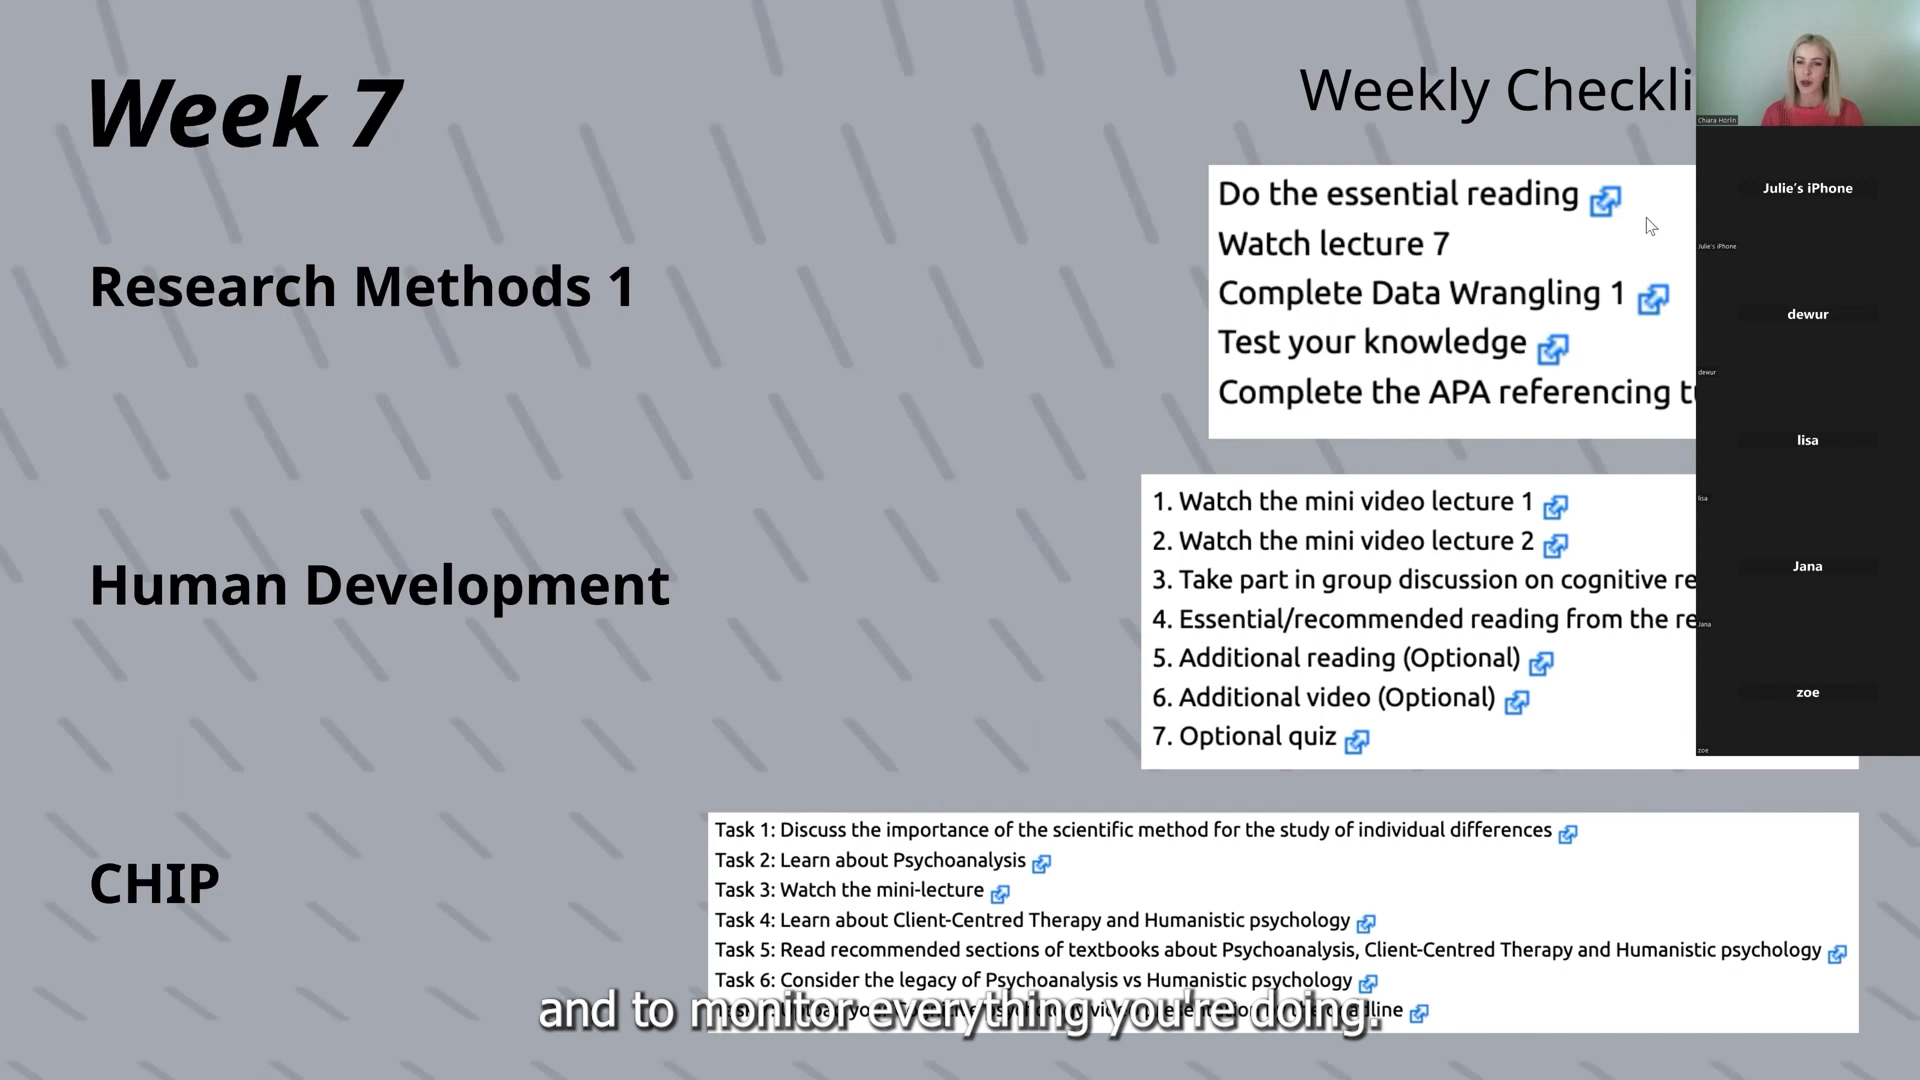 Week 7
Weekly Checkli
Research Methods 1
Do the essential reading
Watch lecture 7
Complete Data Wrangling 1
Test your knowledge
Complete the APA referencing
Human Development
1. Watch the mini video lecture 1
2. Watch the mini video lecture 2
3. Take part in group discussion on cognitive re
4. Essential/recommended reading from the re
5. Additional reading (Optional)
6. Additional video (Optional)
7. Optional quiz
CHIP
Task 1: Discuss the importance of the scientific method for the study of individual differences
Task 2: Learn about Psychoanalysis
Task 3: Watch the mini-lecture
Task 4: Learn about Client-Centred Therapy and Humanistic psychology
Task 5: Read recommended sections of textbooks about Psychoanalysis, Client-Centred Therapy and Humanistic psychology
Task 6: Consider the legacy of Psychoanalysis vs Humanistic psychology
and to monitor everything you're doing.
Chiara Horlin
Julie's iPhone
Julie's iPhone
dewur
dewur
lisa
lisa
Jana
Jana
zoe
zoe